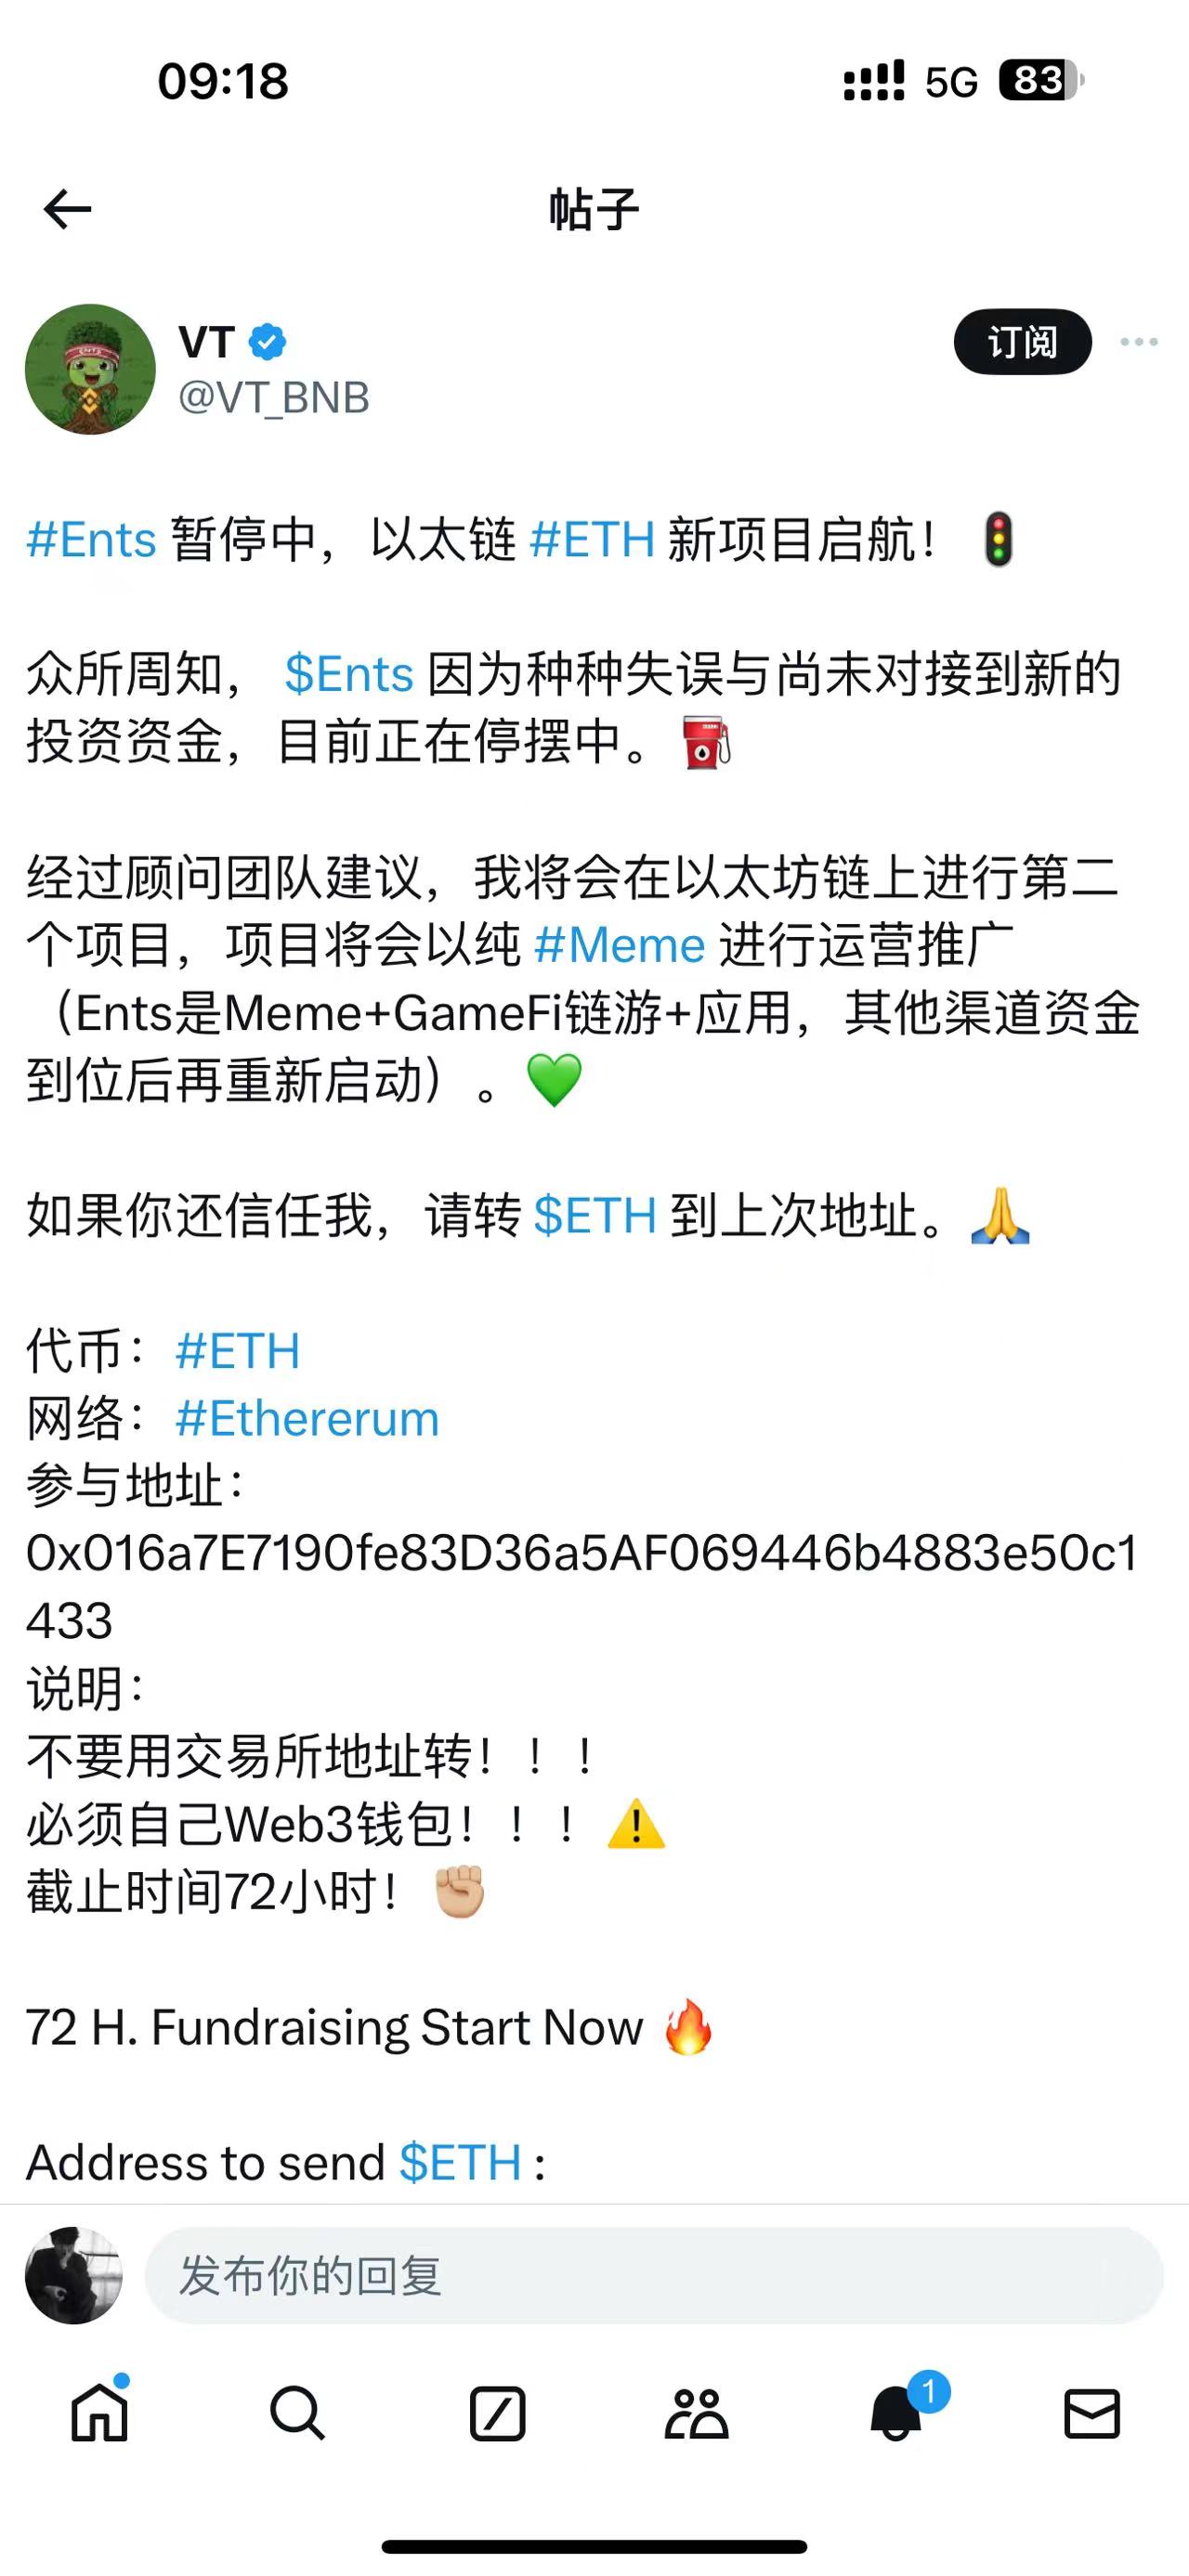 09:18
5G
83
帖子
ENTS
VT
@VT_BNB
订阅
#Ents 暂停中，以太链 #ETH 新项目启航！
众所周知， $Ents 因为种种失误与尚未对接到新的
投资资金，目前正在停摆中。
经过顾问团队建议，我将会在以太坊链上进行第二
个项目，项目将会以纯 #Meme 进行运营推广
（Ents是Meme+GameFi链游+应用，其他渠道资金
到位后再重新启动）。💚
如果你还信任我，请转 $ETH 到上次地址。🙏
代币：#ETH
网络：#Ethererum
参与地址：
0x016a7E7190fe83D36a5AF069446b4883e50c1
433
说明：
不要用交易所地址转！！！
必须自己Web3钱包！！！⚠️
截止时间72小时！✊🏼
72 H. Fundraising Start Now 🔥
Address to send $ETH :
发布你的回复
1